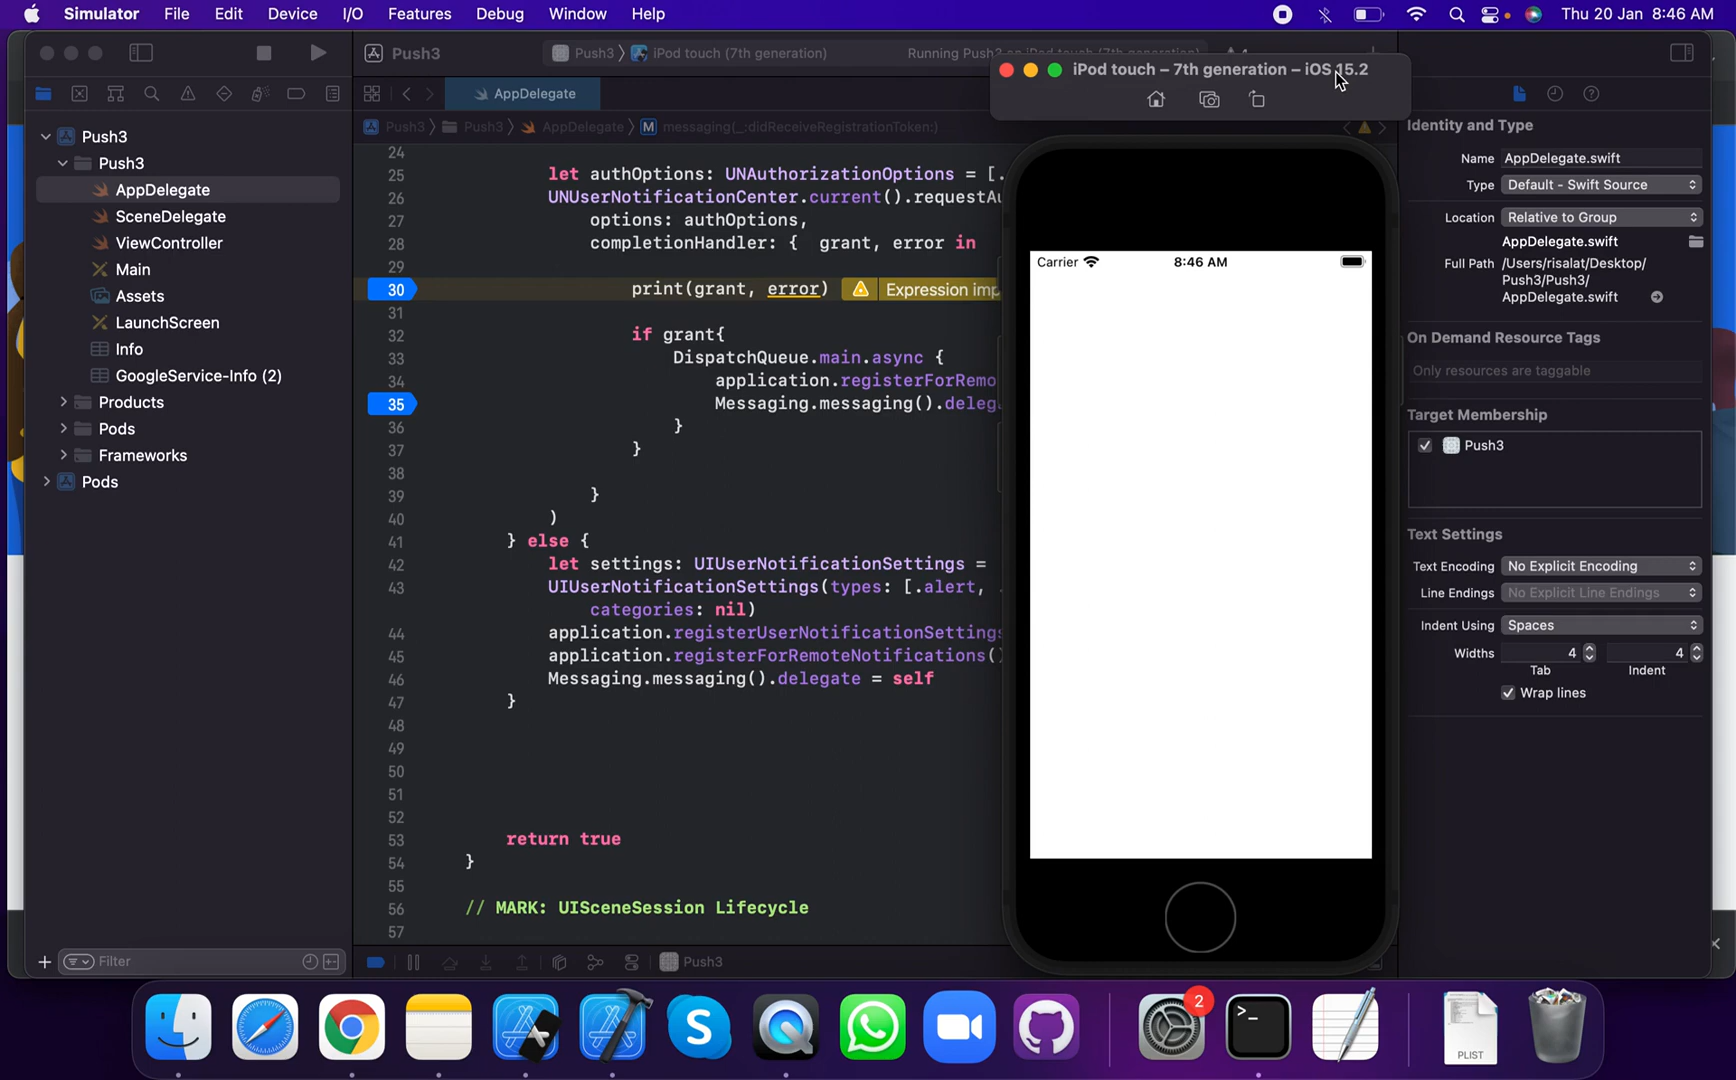 Simulator File Edit Device I/O Features Debug Window Help Thu 20 Jan 8:46 AM
Push3 Push3 iPod touch (7th generation) Running Push3 on iPod touch (7th generation)
iPod touch – 7th generation – iOS 15.2
AppDelegate
Push3 Push3 AppDelegate M messaging(_:didReceiveRegistrationToken:)
Push3
Push3
AppDelegate
SceneDelegate
ViewController
Main
Assets
LaunchScreen
Info
GoogleService-Info (2)
Products
Pods
Frameworks
Pods
Filter
24
25 let authOptions: UNAuthorizationOptions = [.
26 UNUserNotificationCenter.current().requestAu
27 options: authOptions,
28 completionHandler: { grant, error in
29
30 print(grant, error) Expression imp
31
32 if grant{
33 DispatchQueue.main.async {
34 application.registerForRemo
35 Messaging.messaging().deleg
36 }
37 }
38
39 }
40 )
41 } else {
42 let settings: UIUserNotificationSettings =
43 UIUserNotificationSettings(types: [.alert, .
categories: nil)
44 application.registerUserNotificationSettings
45 application.registerForRemoteNotifications()
46 Messaging.messaging().delegate = self
47 }
48
49
50
51
52
53 return true
54 }
55
56 // MARK: UISceneSession Lifecycle
57
Push3
Carrier 8:46 AM
Identity and Type
Name AppDelegate.swift
Type Default - Swift Source
Location Relative to Group
AppDelegate.swift
Full Path /Users/risalat/Desktop/
Push3/Push3/
AppDelegate.swift
On Demand Resource Tags
Only resources are taggable
Target Membership
Push3
Text Settings
Text Encoding No Explicit Encoding
Line Endings No Explicit Line Endings
Indent Using Spaces
Widths 4 4
Tab Indent
Wrap lines
2
PLIST